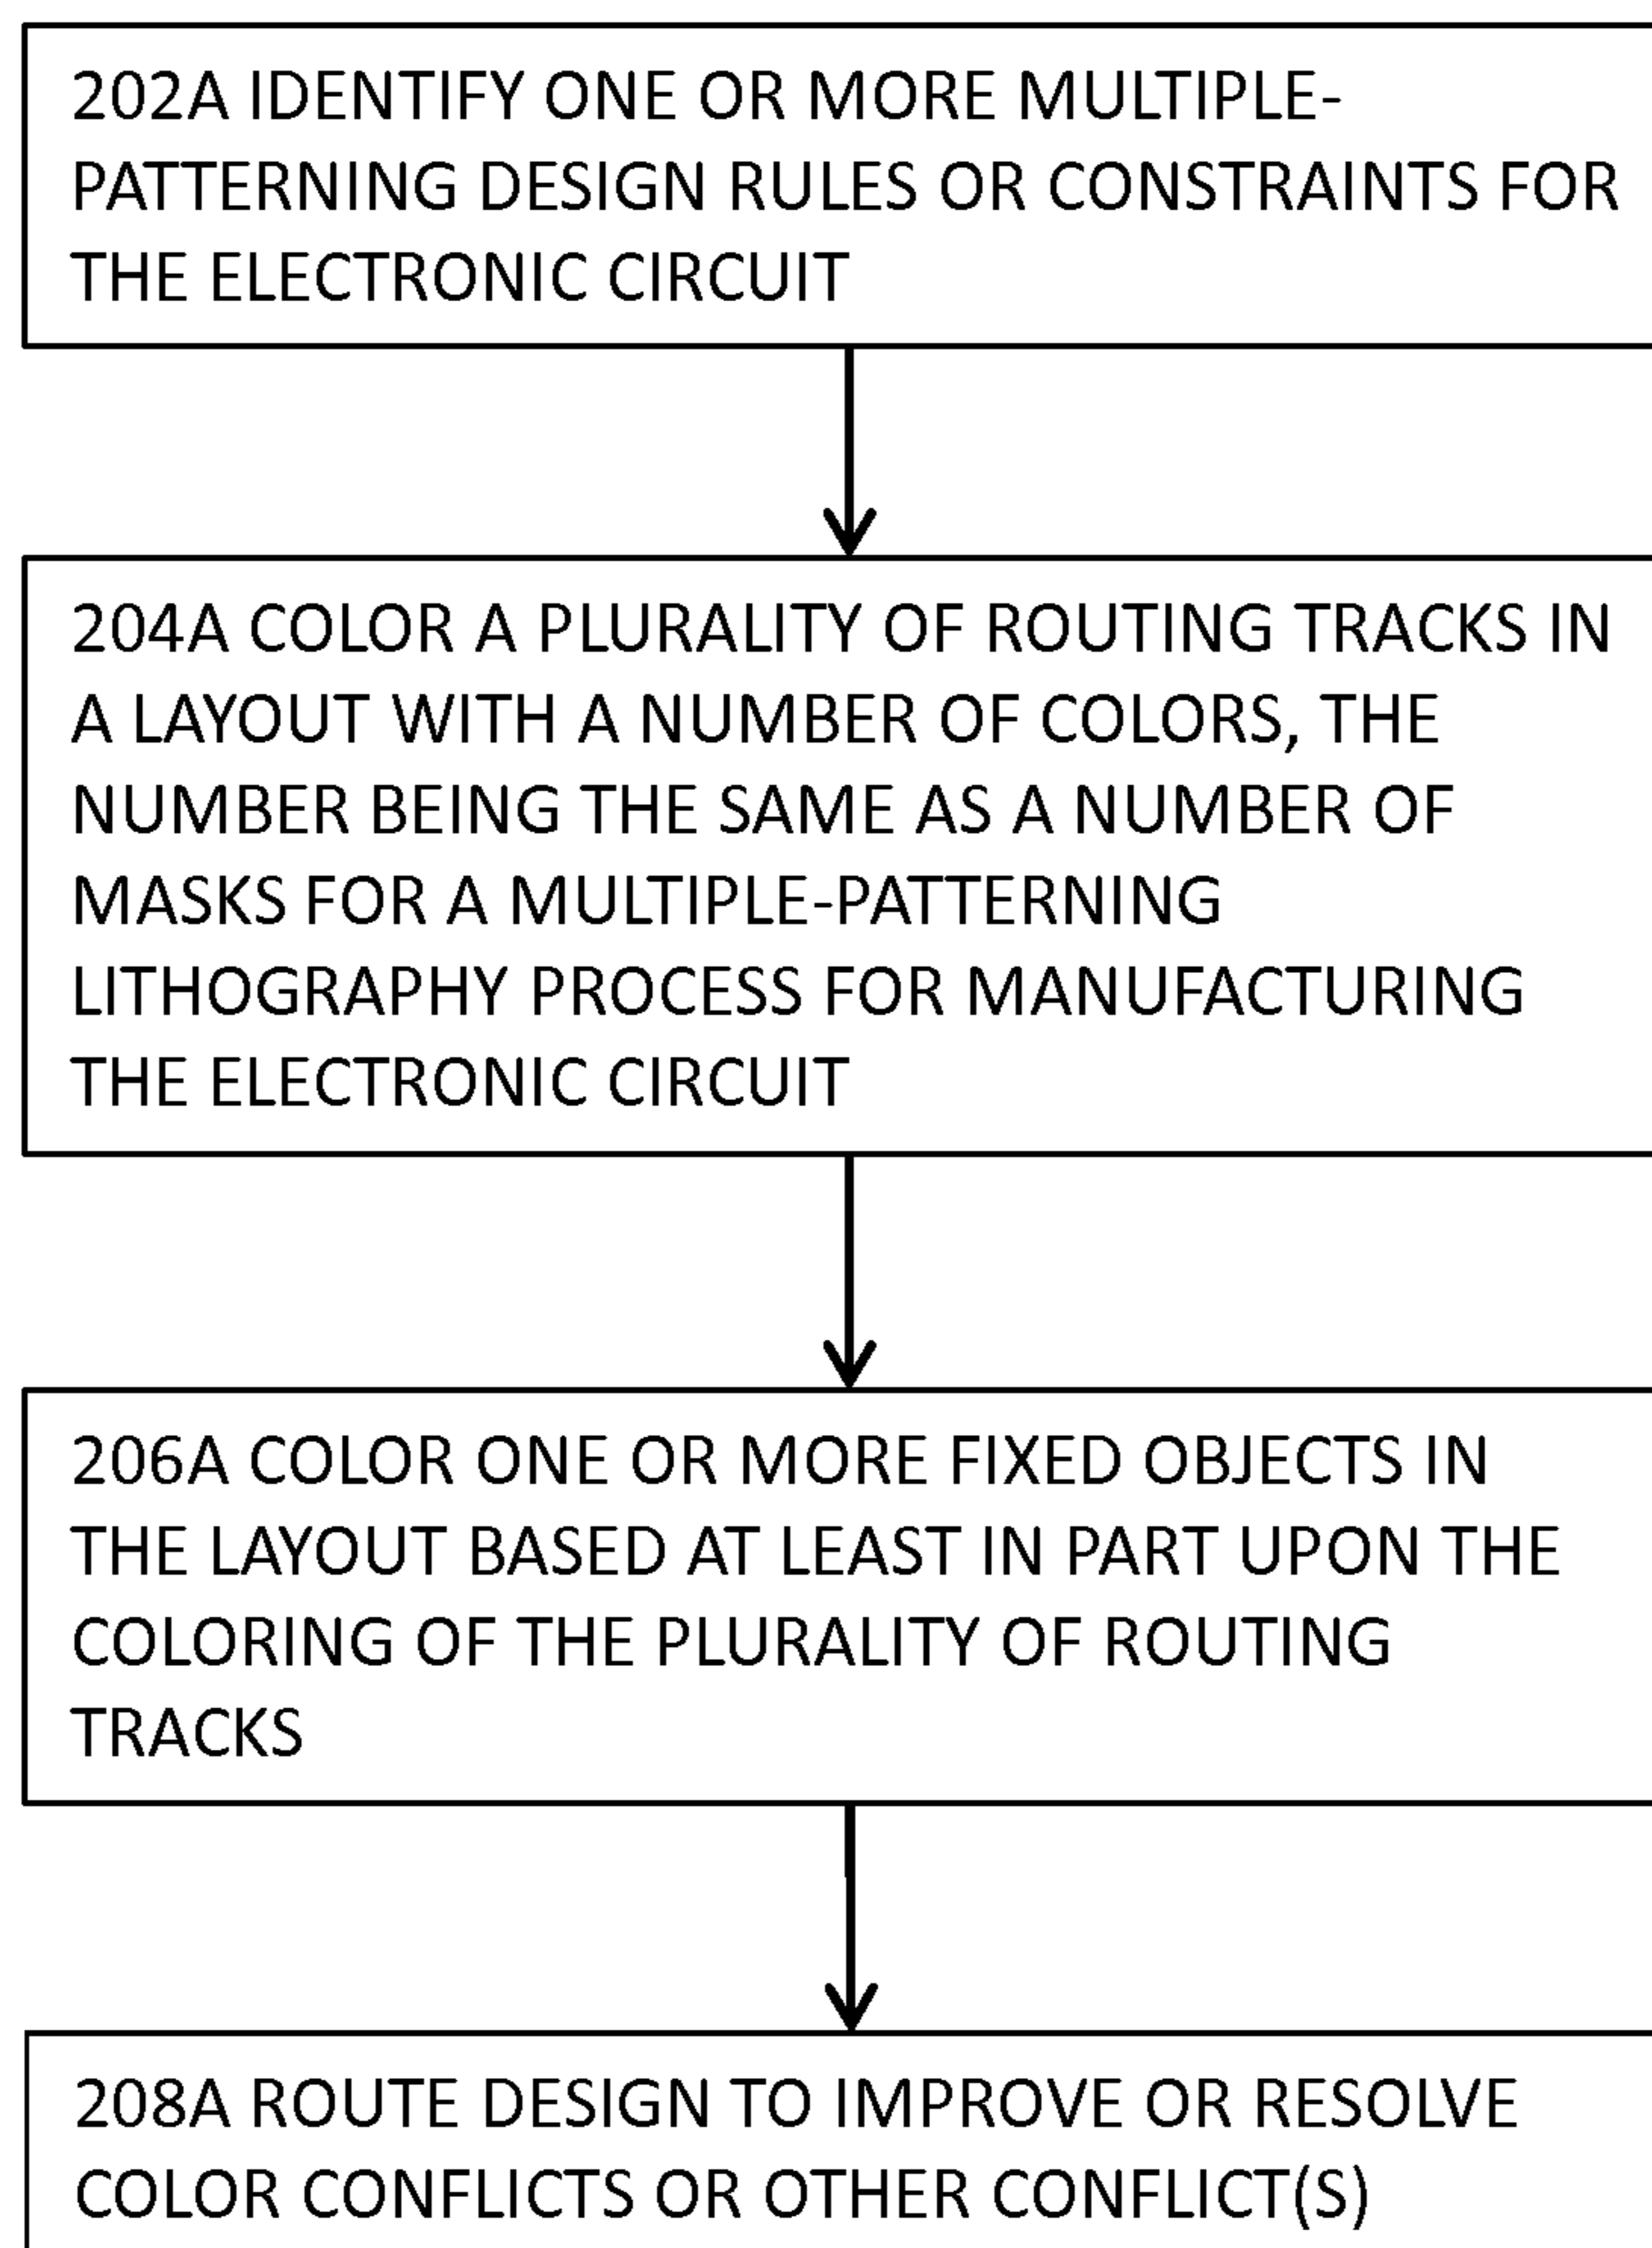 202A IDENTIFY ONE OR MORE MULTIPLE-
PATTERNING DESIGN RULES OR CONSTRAINTS FOR
THE ELECTRONIC CIRCUIT
204A COLOR A PLURALITY OF ROUTING TRACKS IN
A LAYOUT WITH A NUMBER OF COLORS, THE
NUMBER BEING THE SAME AS A NUMBER OF
MASKS FOR A MULTIPLE-PATTERNING
LITHOGRAPHY PROCESS FOR MANUFACTURING
THE ELECTRONIC CIRCUIT
206A COLOR ONE OR MORE FIXED OBJECTS IN
THE LAYOUT BASED AT LEAST IN PART UPON THE
COLORING OF THE PLURALITY OF ROUTING
TRACKS
208A ROUTE DESIGN TO IMPROVE OR RESOLVE
COLOR CONFLICTS OR OTHER CONFLICT(S)